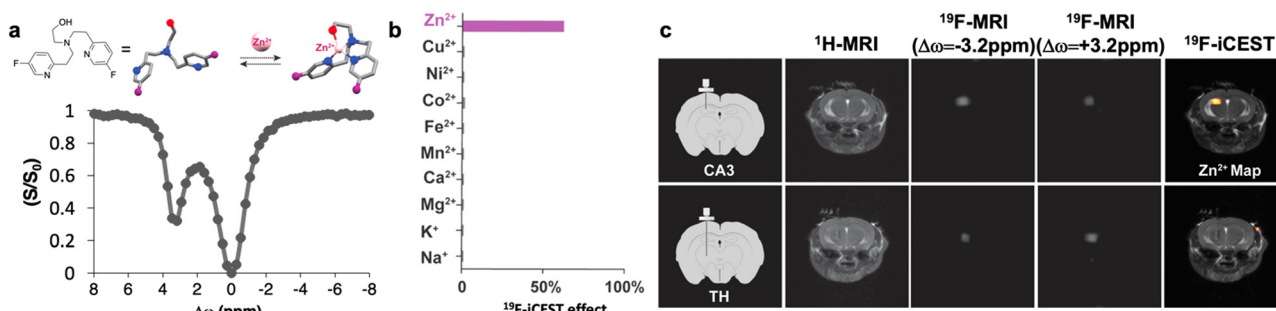 a
OH
N
N
N
F
F
=
Zn²⁺
Zn²⁺
(S/S₀)
1
0.8
0.6
0.4
0.2
0
8 6 4 2 0 -2 -4 -6 -8
Δω (ppm)
b
Zn²⁺
Cu²⁺
Ni²⁺
Co²⁺
Fe²⁺
Mn²⁺
Ca²⁺
Mg²⁺
K⁺
Na⁺
0 50% 100%
¹⁹F-iCEST effect
c
¹H-MRI
¹⁹F-MRI
(Δω=-3.2ppm)
¹⁹F-MRI
(Δω=+3.2ppm)
¹⁹F-iCEST
CA3
Zn²⁺ Map
TH